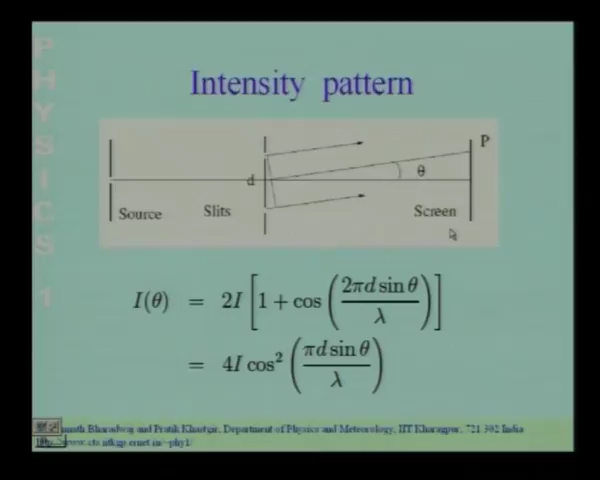 PHYSICS 1
Intensity pattern
P
d
θ
Source Slits Screen
I(θ) = 2I [1 + cos (2πd sin θ / λ)]
= 4I cos² (πd sin θ / λ)
Bharadwaj and Pratik Khastgir, Department of Physics and Meteorology, IIT Kharagpur, 721 302 India